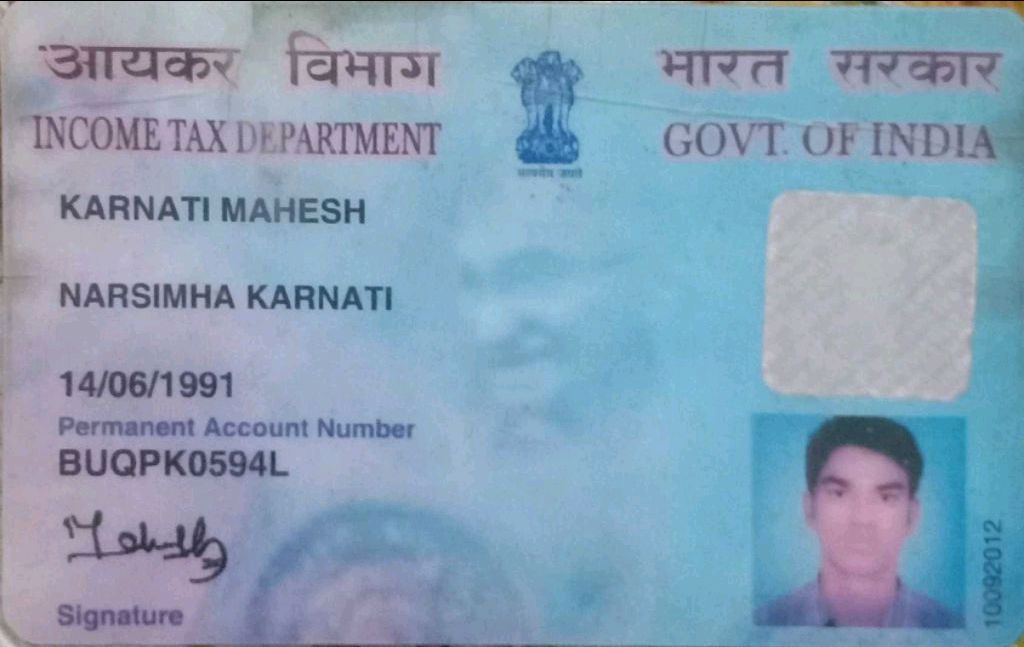 आयकर विभाग
भारत सरकार
INCOME TAX DEPARTMENT
GOVT. OF INDIA
सत्यमेव जयते
KARNATI MAHESH
NARSIMHA KARNATI
14/06/1991
Permanent Account Number
BUQPK0594L
Mahesh
Signature
10092012